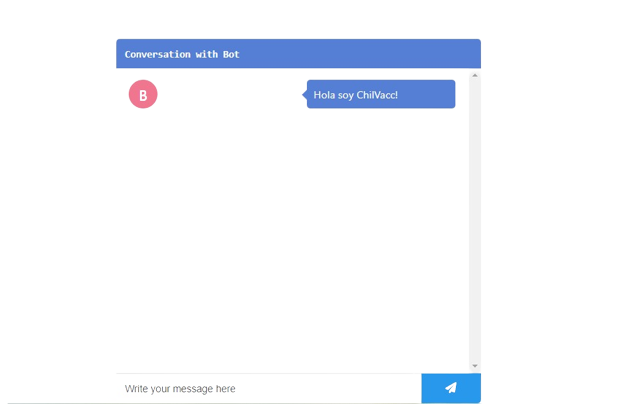 Conversation with Bot
B
Hola soy ChilVacc!
Write your message here